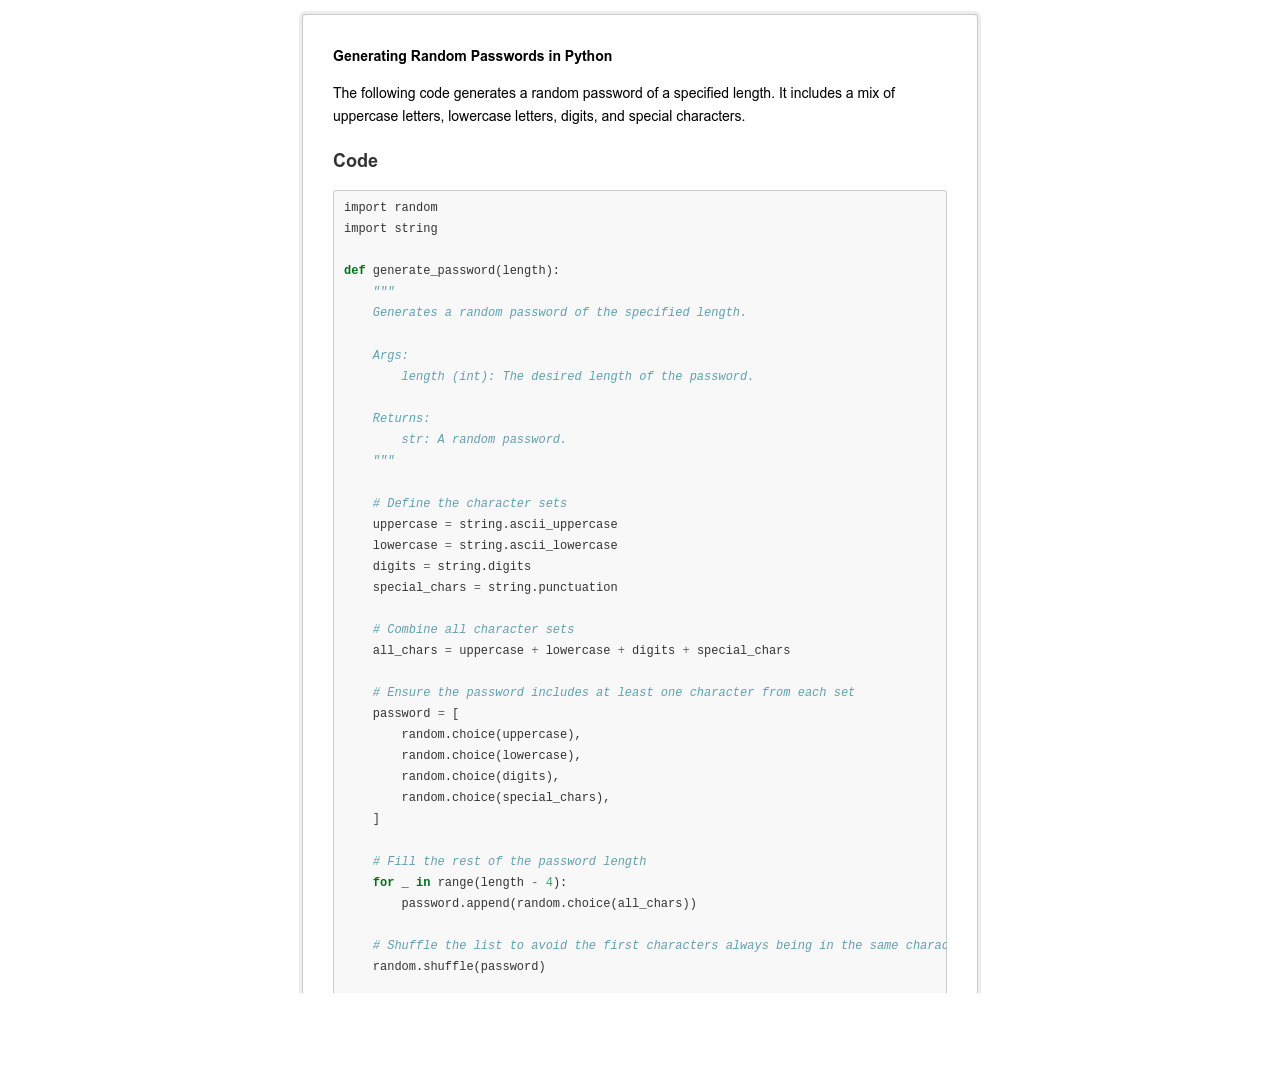 Generating Random Passwords in Python
The following code generates a random password of a specified length. It includes a mix of
uppercase letters, lowercase letters, digits, and special characters.
Code
import random
import string
def generate_password(length):
    """
    Generates a random password of the specified length.
    Args:
        length (int): The desired length of the password.
    Returns:
        str: A random password.
    """
    # Define the character sets
    uppercase = string.ascii_uppercase
    lowercase = string.ascii_lowercase
    digits = string.digits
    special_chars = string.punctuation
    # Combine all character sets
    all_chars = uppercase + lowercase + digits + special_chars
    # Ensure the password includes at least one character from each set
    password = [
        random.choice(uppercase),
        random.choice(lowercase),
        random.choice(digits),
        random.choice(special_chars),
    ]
    # Fill the rest of the password length
    for _ in range(length - 4):
        password.append(random.choice(all_chars))
    # Shuffle the list to avoid the first characters always being in the same charac
    random.shuffle(password)